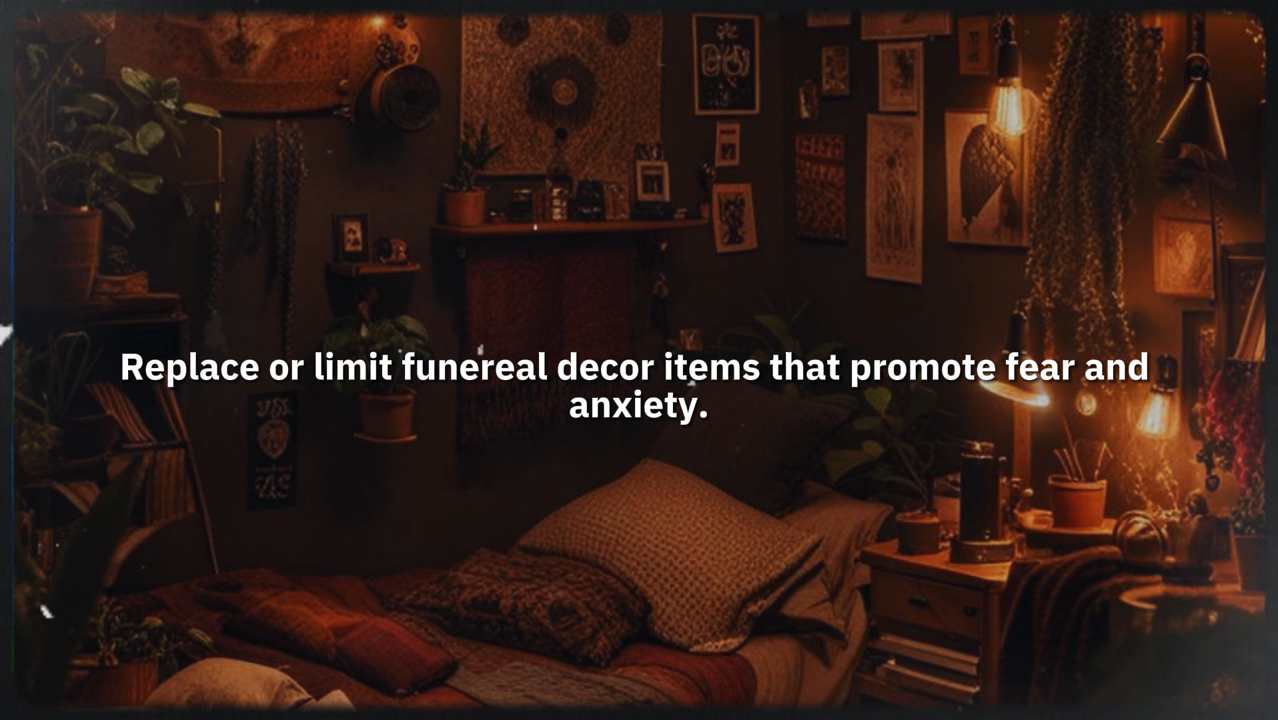 Replace or limit funereal decor items that promote fear and
anxiety.